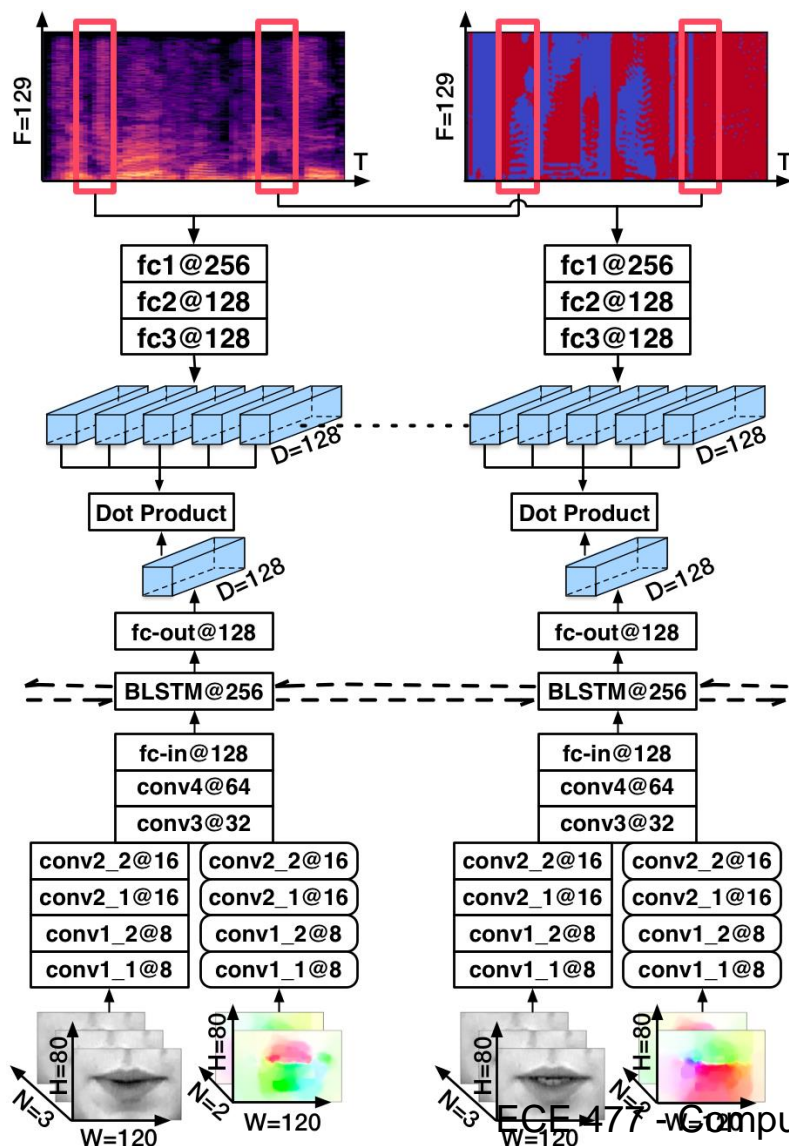 F=129
T
F=129
T
fc1@256
fc2@128
fc3@128
fc1@256
fc2@128
fc3@128
D=128
D=128
Dot Product
Dot Product
D=128
D=128
fc-out@128
fc-out@128
BLSTM@256
BLSTM@256
fc-in@128
conv4@64
conv3@32
fc-in@128
conv4@64
conv3@32
conv2_2@16
conv2_1@16
conv1_2@8
conv1_1@8
conv2_2@16
conv2_1@16
conv1_2@8
conv1_1@8
conv2_2@16
conv2_1@16
conv1_2@8
conv1_1@8
conv2_2@16
conv2_1@16
conv1_2@8
conv1_1@8
H=80
N=3
W=120
H=80
N=2
H=80
N=3
H=80
N=2
W=120
ECE 477 - Compu